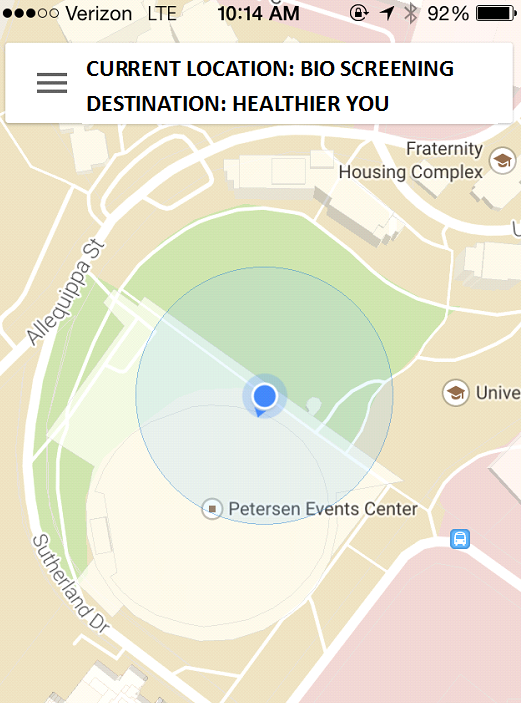 Verizon LTE 10:14 AM 92%
CURRENT LOCATION: BIO SCREENING
DESTINATION: HEALTHIER YOU
Fraternity
Housing Complex
Allequippa St
Petersen Events Center
Sutherland Dr